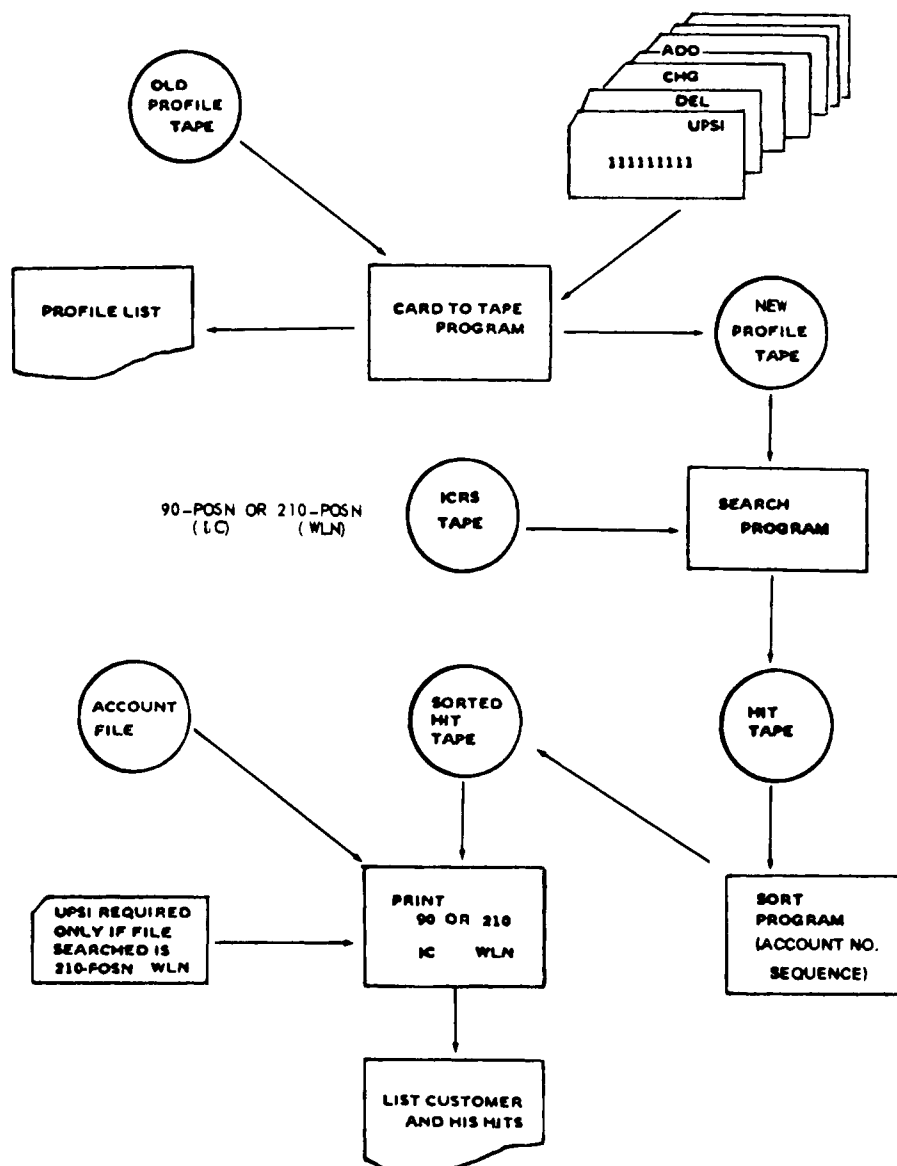 OLD
PROFILE
TAPE
ADD
CHG
DEL
UPSI
111111111
PROFILE LIST
CARD TO TAPE
PROGRAM
NEW
PROFILE
TAPE
90-POSN OR 210-POSN
(IC) (WLN)
ICRS
TAPE
SEARCH
PROGRAM
ACCOUNT
FILE
SORTED
HIT
TAPE
HIT
TAPE
UPSI REQUIRED
ONLY IF FILE
SEARCHED IS
210-POSN WLN
PRINT
90 OR 210
IC WLN
SORT
PROGRAM
(ACCOUNT NO.
SEQUENCE)
LIST CUSTOMER
AND HIS HITS